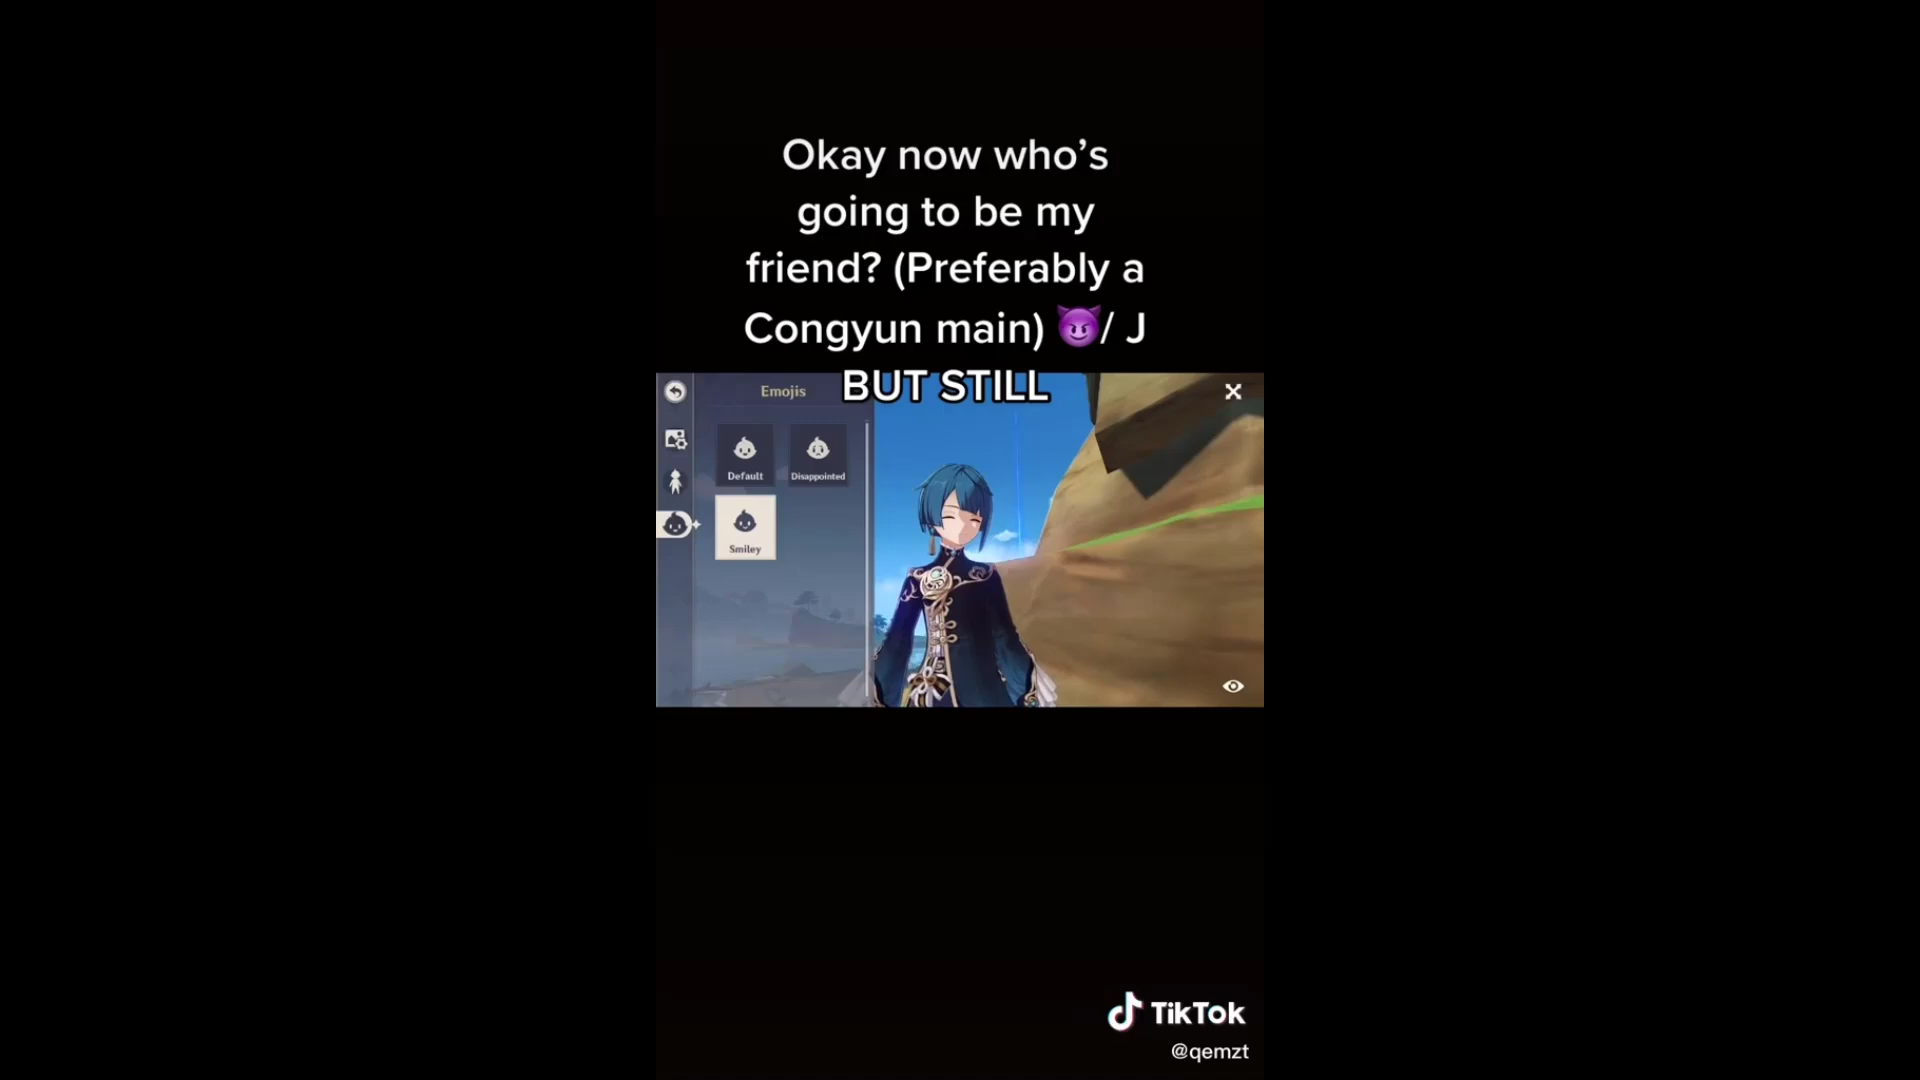 Okay now who’s
going to be my
friend? (Preferably a
Congyun main) 😈/ J
BUT STILL
Emojis
Default
Disappointed
Smiley
TikTok
@qemzt